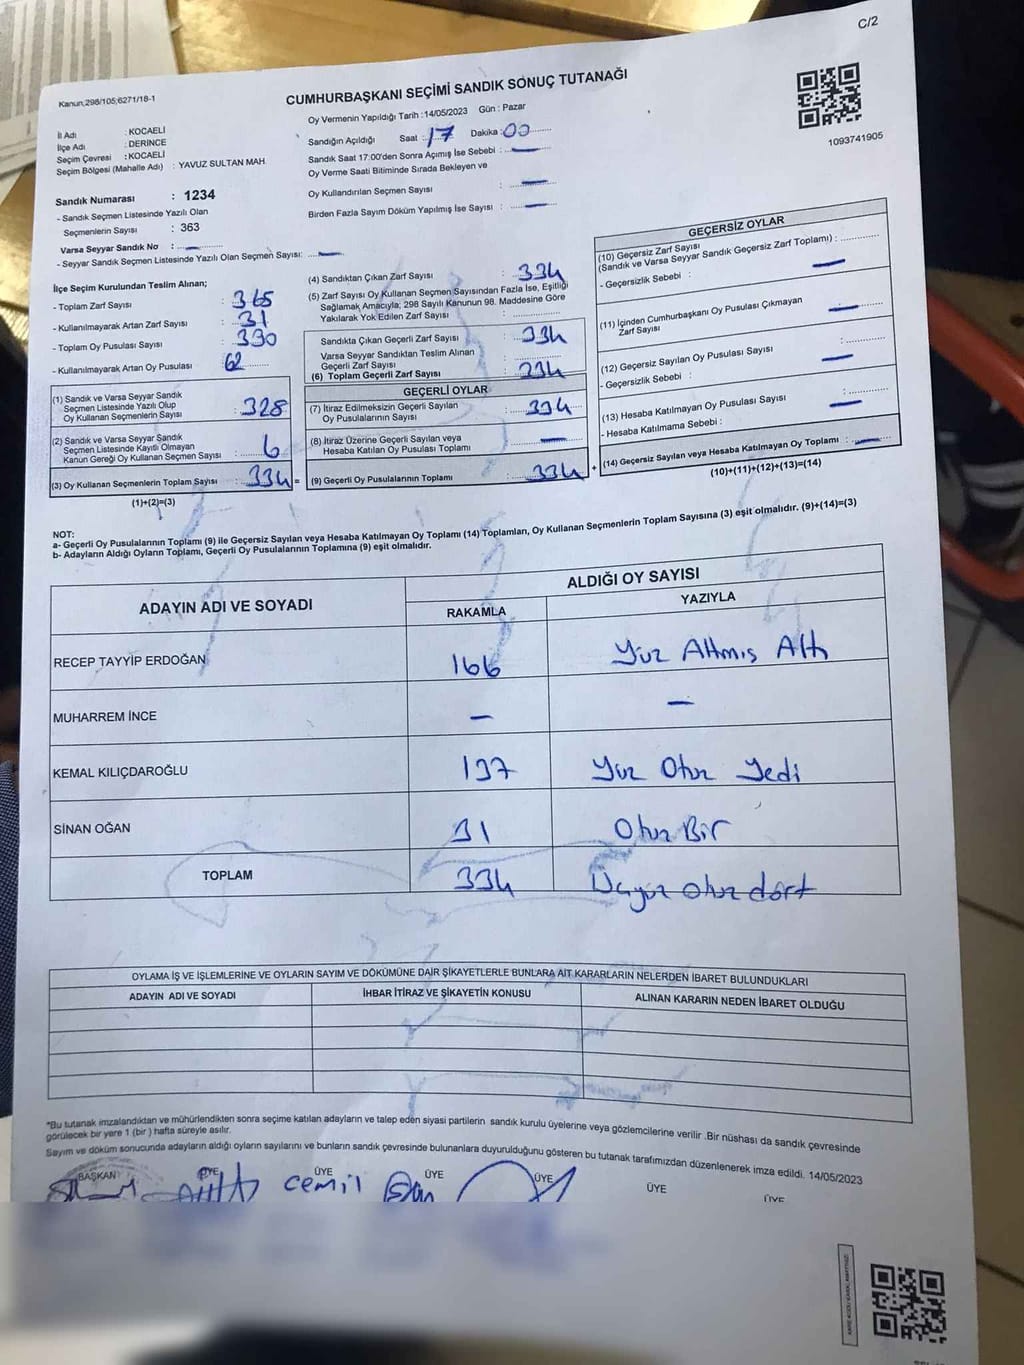 C/2
Kanun;298/105;6271/18-1
CUMHURBAŞKANI SEÇİMİ SANDIK SONUÇ TUTANAĞI
1093741905
İl Adı : KOCAELİ
İlçe Adı : DERİNCE
Seçim Çevresi : KOCAELİ
Seçim Bölgesi (Mahalle Adı) : YAVUZ SULTAN MAH.
Sandık Numarası : 1234
- Sandık Seçmen Listesinde Yazılı Olan
Seçmenlerin Sayısı : 363
Varsa Seyyar Sandık No : —
- Seyyar Sandık Seçmen Listesinde Yazılı Olan Seçmen Sayısı: —
Oy Vermenin Yapıldığı Tarih :14/05/2023 Gün : Pazar
Sandığın Açıldığı Saat : 17 Dakika : 00
Sandık Saat 17:00'den Sonra Açılmış İse Sebebi : —
Oy Verme Saati Bitiminde Sırada Bekleyen ve
Oy Kullandırılan Seçmen Sayısı : —
Birden Fazla Sayım Döküm Yapılmış İse Sayısı : —
İlçe Seçim Kurulundan Teslim Alınan;
- Toplam Zarf Sayısı : 365
- Kullanılmayarak Artan Zarf Sayısı : 31
- Toplam Oy Pusulası Sayısı : 390
- Kullanılmayarak Artan Oy Pusulası : 62
(1) Sandık ve Varsa Seyyar Sandık
Seçmen Listesinde Yazılı Olup
Oy Kullanan Seçmenlerin Sayısı : 328
(2) Sandık ve Varsa Seyyar Sandık
Seçmen Listesinde Kayıtlı Olmayan
Kanun Gereği Oy Kullanan Seçmen Sayısı : 6
(3) Oy Kullanan Seçmenlerin Toplam Sayısı : 334 =
(1)+(2)=(3)
(4) Sandıktan Çıkan Zarf Sayısı : 334
(5) Zarf Sayısı Oy Kullanan Seçmen Sayısından Fazla İse, Eşitliği
Sağlamak Amacıyla; 298 Sayılı Kanunun 98. Maddesine Göre
Yakılarak Yok Edilen Zarf Sayısı :
Sandıkta Çıkan Geçerli Zarf Sayısı : 334
Varsa Seyyar Sandıktan Teslim Alınan
Geçerli Zarf Sayısı :
(6) Toplam Geçerli Zarf Sayısı : 334
GEÇERLİ OYLAR
(7) İtiraz Edilmeksizin Geçerli Sayılan
Oy Pusulalarının Sayısı : 334
(8) İtiraz Üzerine Geçerli Sayılan veya
Hesaba Katılan Oy Pusulası Toplamı : —
(9) Geçerli Oy Pusulalarının Toplamı : 334 +
GEÇERSİZ OYLAR
(10) Geçersiz Zarf Sayısı
(Sandık ve Varsa Seyyar Sandık Geçersiz Zarf Toplamı) :
- Geçersizlik Sebebi : —
(11) İçinden Cumhurbaşkanı Oy Pusulası Çıkmayan
Zarf Sayısı : —
(12) Geçersiz Sayılan Oy Pusulası Sayısı :
- Geçersizlik Sebebi : —
(13) Hesaba Katılmayan Oy Pusulası Sayısı : —
- Hesaba Katılmama Sebebi :
(14) Geçersiz Sayılan veya Hesaba Katılmayan Oy Toplamı : —
(10)+(11)+(12)+(13)=(14)
NOT:
a- Geçerli Oy Pusulalarının Toplamı (9) ile Geçersiz Sayılan veya Hesaba Katılmayan Oy Toplamı (14) Toplamları, Oy Kullanan Seçmenlerin Toplam Sayısına (3) eşit olmalıdır. (9)+(14)=(3)
b- Adayların Aldığı Oyların Toplamı, Geçerli Oy Pusulalarının Toplamına (9) eşit olmalıdır.
ADAYIN ADI VE SOYADI ALDIĞI OY SAYISI
RAKAMLA YAZIYLA
RECEP TAYYİP ERDOĞAN 166 Yüz Altmış Altı
MUHARREM İNCE — —
KEMAL KILIÇDAROĞLU 137 Yüz Otuz Yedi
SİNAN OĞAN 31 Otuz Bir
TOPLAM 334 Üçyüz otuz dört
OYLAMA İŞ VE İŞLEMLERİNE VE OYLARIN SAYIM VE DÖKÜMÜNE DAİR ŞİKAYETLERLE BUNLARA AİT KARARLARIN NELERDEN İBARET BULUNDUKLARI
ADAYIN ADI VE SOYADI İHBAR İTİRAZ VE ŞİKAYETİN KONUSU ALINAN KARARIN NEDEN İBARET OLDUĞU
*Bu tutanak imzalandıktan ve mühürlendikten sonra seçime katılan adayların ve talep eden siyasi partilerin sandık kurulu üyelerine veya gözlemcilerine verilir .Bir nüshası da sandık çevresinde
görülecek bir yere 1 (bir ) hafta süreyle asılır.
Sayım ve döküm sonucunda adayların aldığı oyların sayılarını ve bunların sandık çevresinde bulunanlara duyurulduğunu gösteren bu tutanak tarafımızdan düzenlenerek imza edildi. 14/05/2023
BAŞKAN ÜYE ÜYE ÜYE ÜYE ÜYE ÜYE
cemil